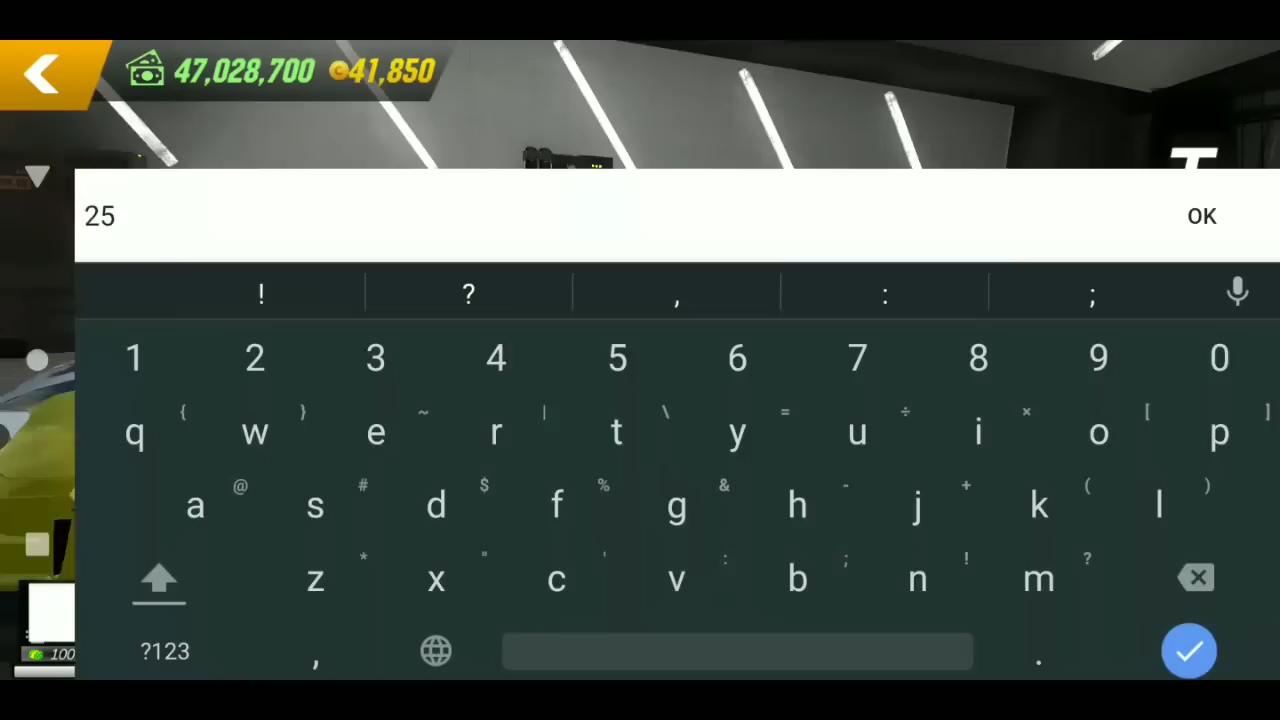 47,028,700 C 41,850
T
25 OK
! ? , : ;
1 2 3 4 5 6 7 8 9 0
{ } ~ | \ = ÷ × [ ]
q w e r t y u i o p
@ # $ % & - + ( )
a s d f g h j k l
* " ' : ; ! ?
z x c v b n m
?123 , .
100